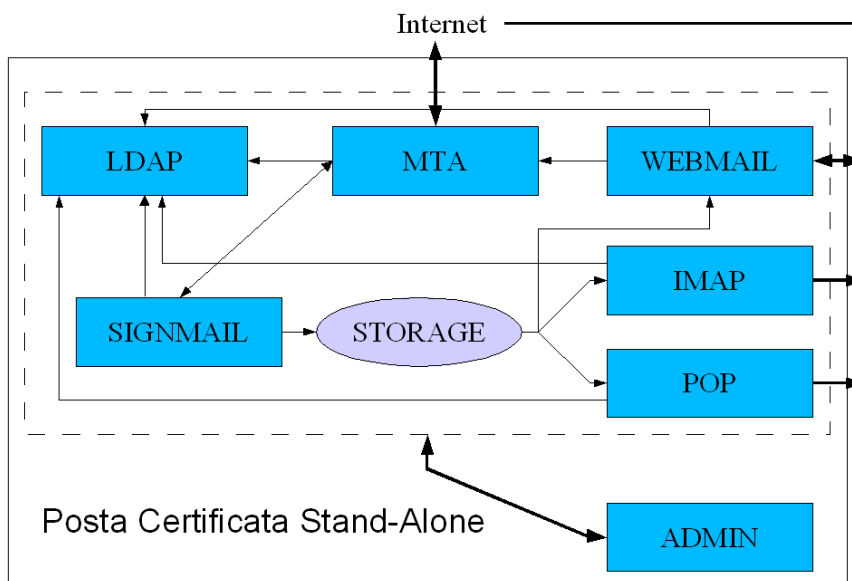 Internet
LDAP
MTA
WEBMAIL
IMAP
SIGNMAIL
STORAGE
POP
Posta Certificata Stand-Alone
ADMIN